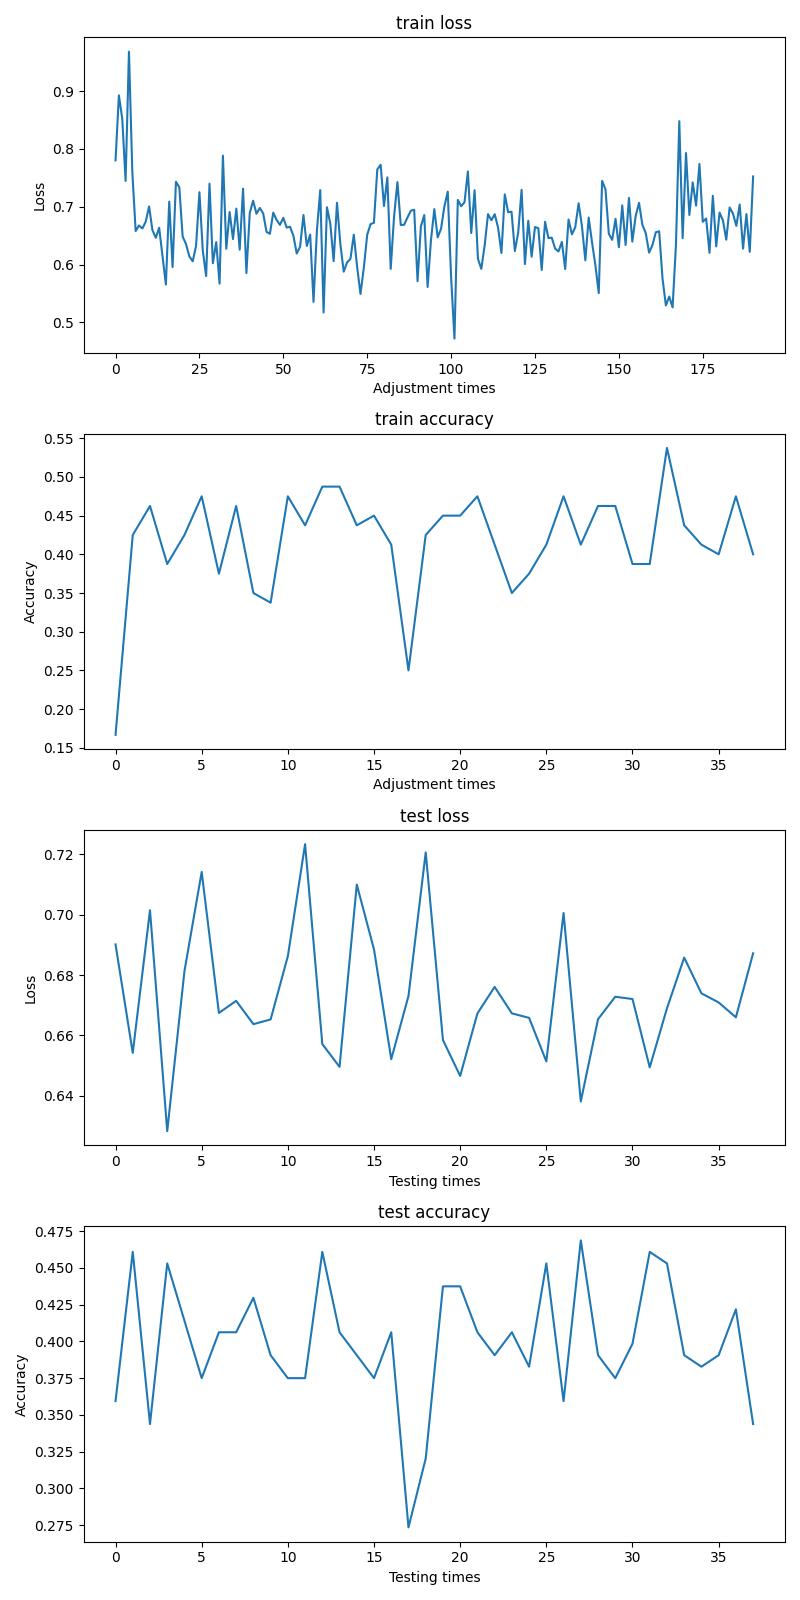 train loss
0.9
0.8
0.7
0.6
0.5
Loss
0 25 50 75 100 125 150 175
Adjustment times
train accuracy
0.55
0.50
0.45
0.40
0.35
0.30
0.25
0.20
0.15
Accuracy
0 5 10 15 20 25 30 35
Adjustment times
test loss
0.72
0.70
0.68
0.66
0.64
Loss
0 5 10 15 20 25 30 35
Testing times
test accuracy
0.475
0.450
0.425
0.400
0.375
0.350
0.325
0.300
0.275
Accuracy
0 5 10 15 20 25 30 35
Testing times